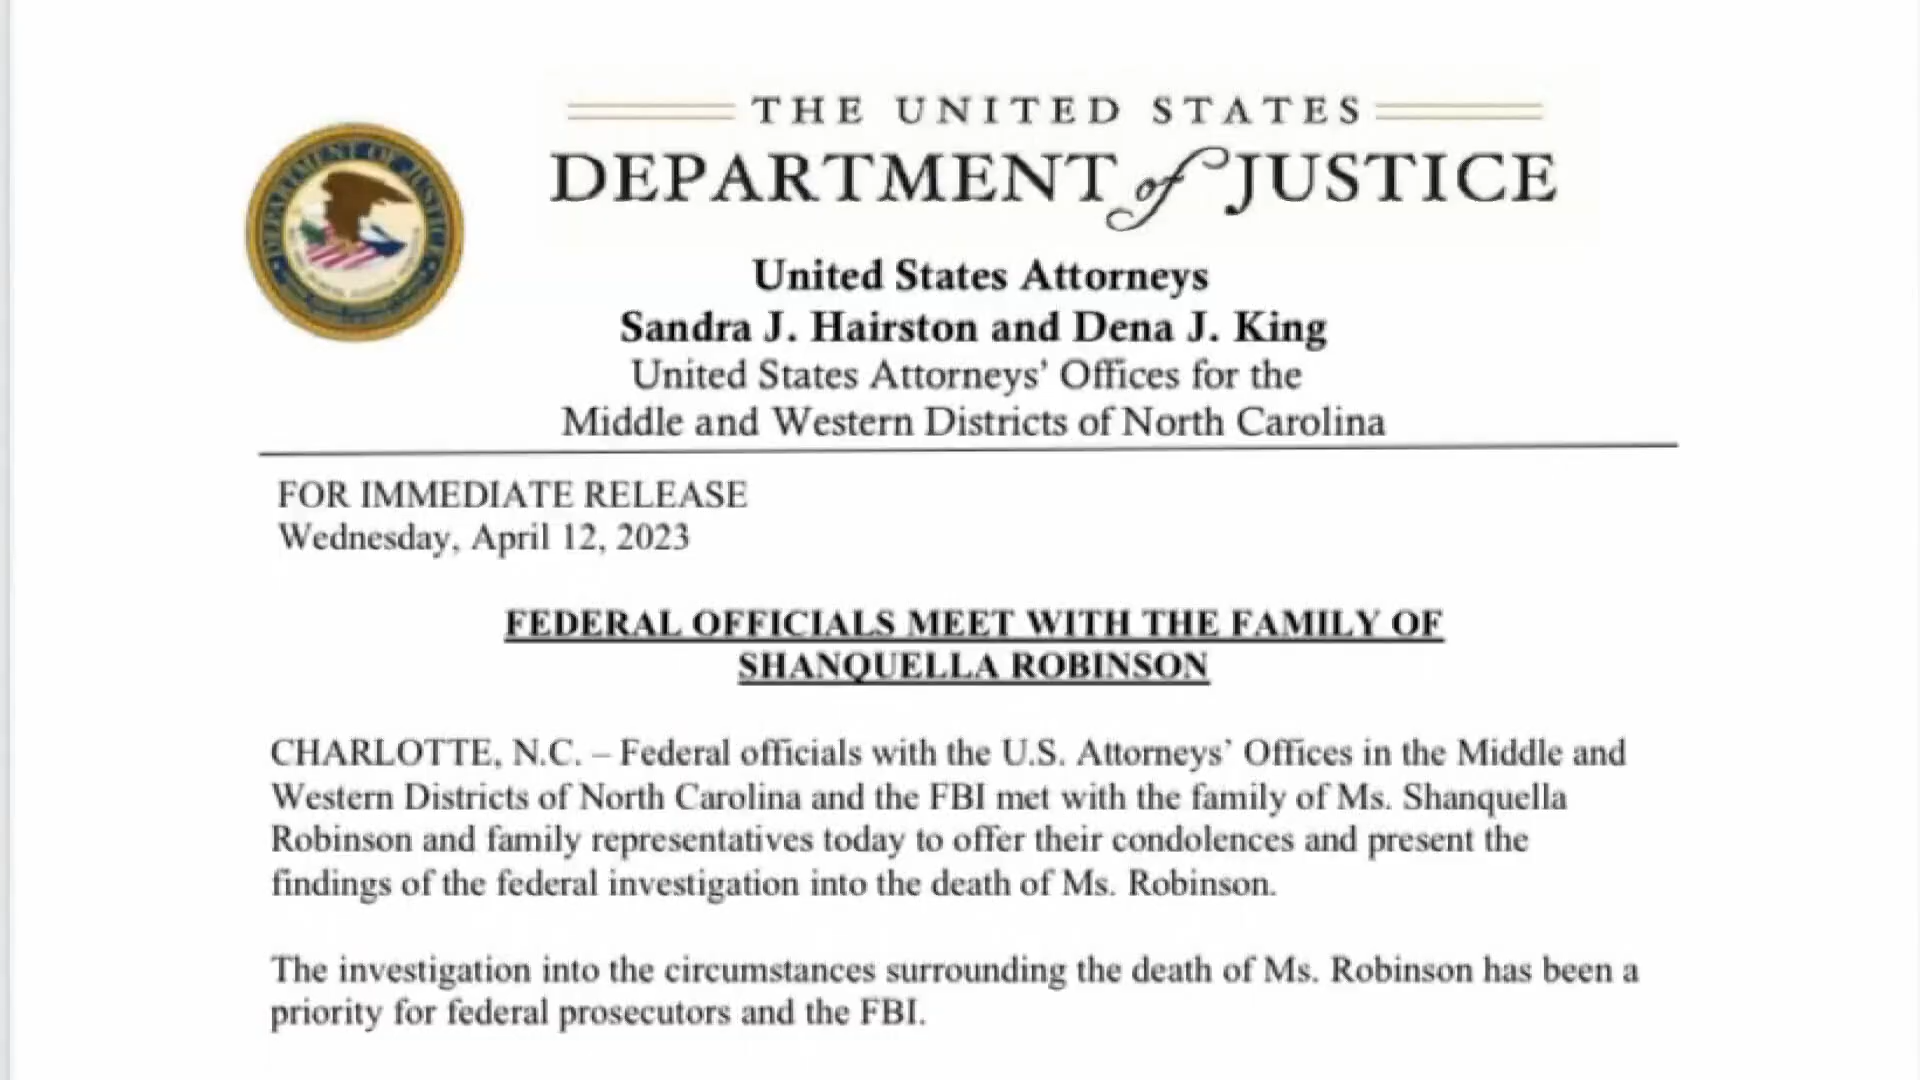 THE UNITED STATES
DEPARTMENT of JUSTICE
DEPARTMENT OF JUSTICE
United States Attorneys
Sandra J. Hairston and Dena J. King
United States Attorneys’ Offices for the
Middle and Western Districts of North Carolina
FOR IMMEDIATE RELEASE
Wednesday, April 12, 2023
FEDERAL OFFICIALS MEET WITH THE FAMILY OF
SHANQUELLA ROBINSON
CHARLOTTE, N.C. – Federal officials with the U.S. Attorneys’ Offices in the Middle and
Western Districts of North Carolina and the FBI met with the family of Ms. Shanquella
Robinson and family representatives today to offer their condolences and present the
findings of the federal investigation into the death of Ms. Robinson.
The investigation into the circumstances surrounding the death of Ms. Robinson has been a
priority for federal prosecutors and the FBI.